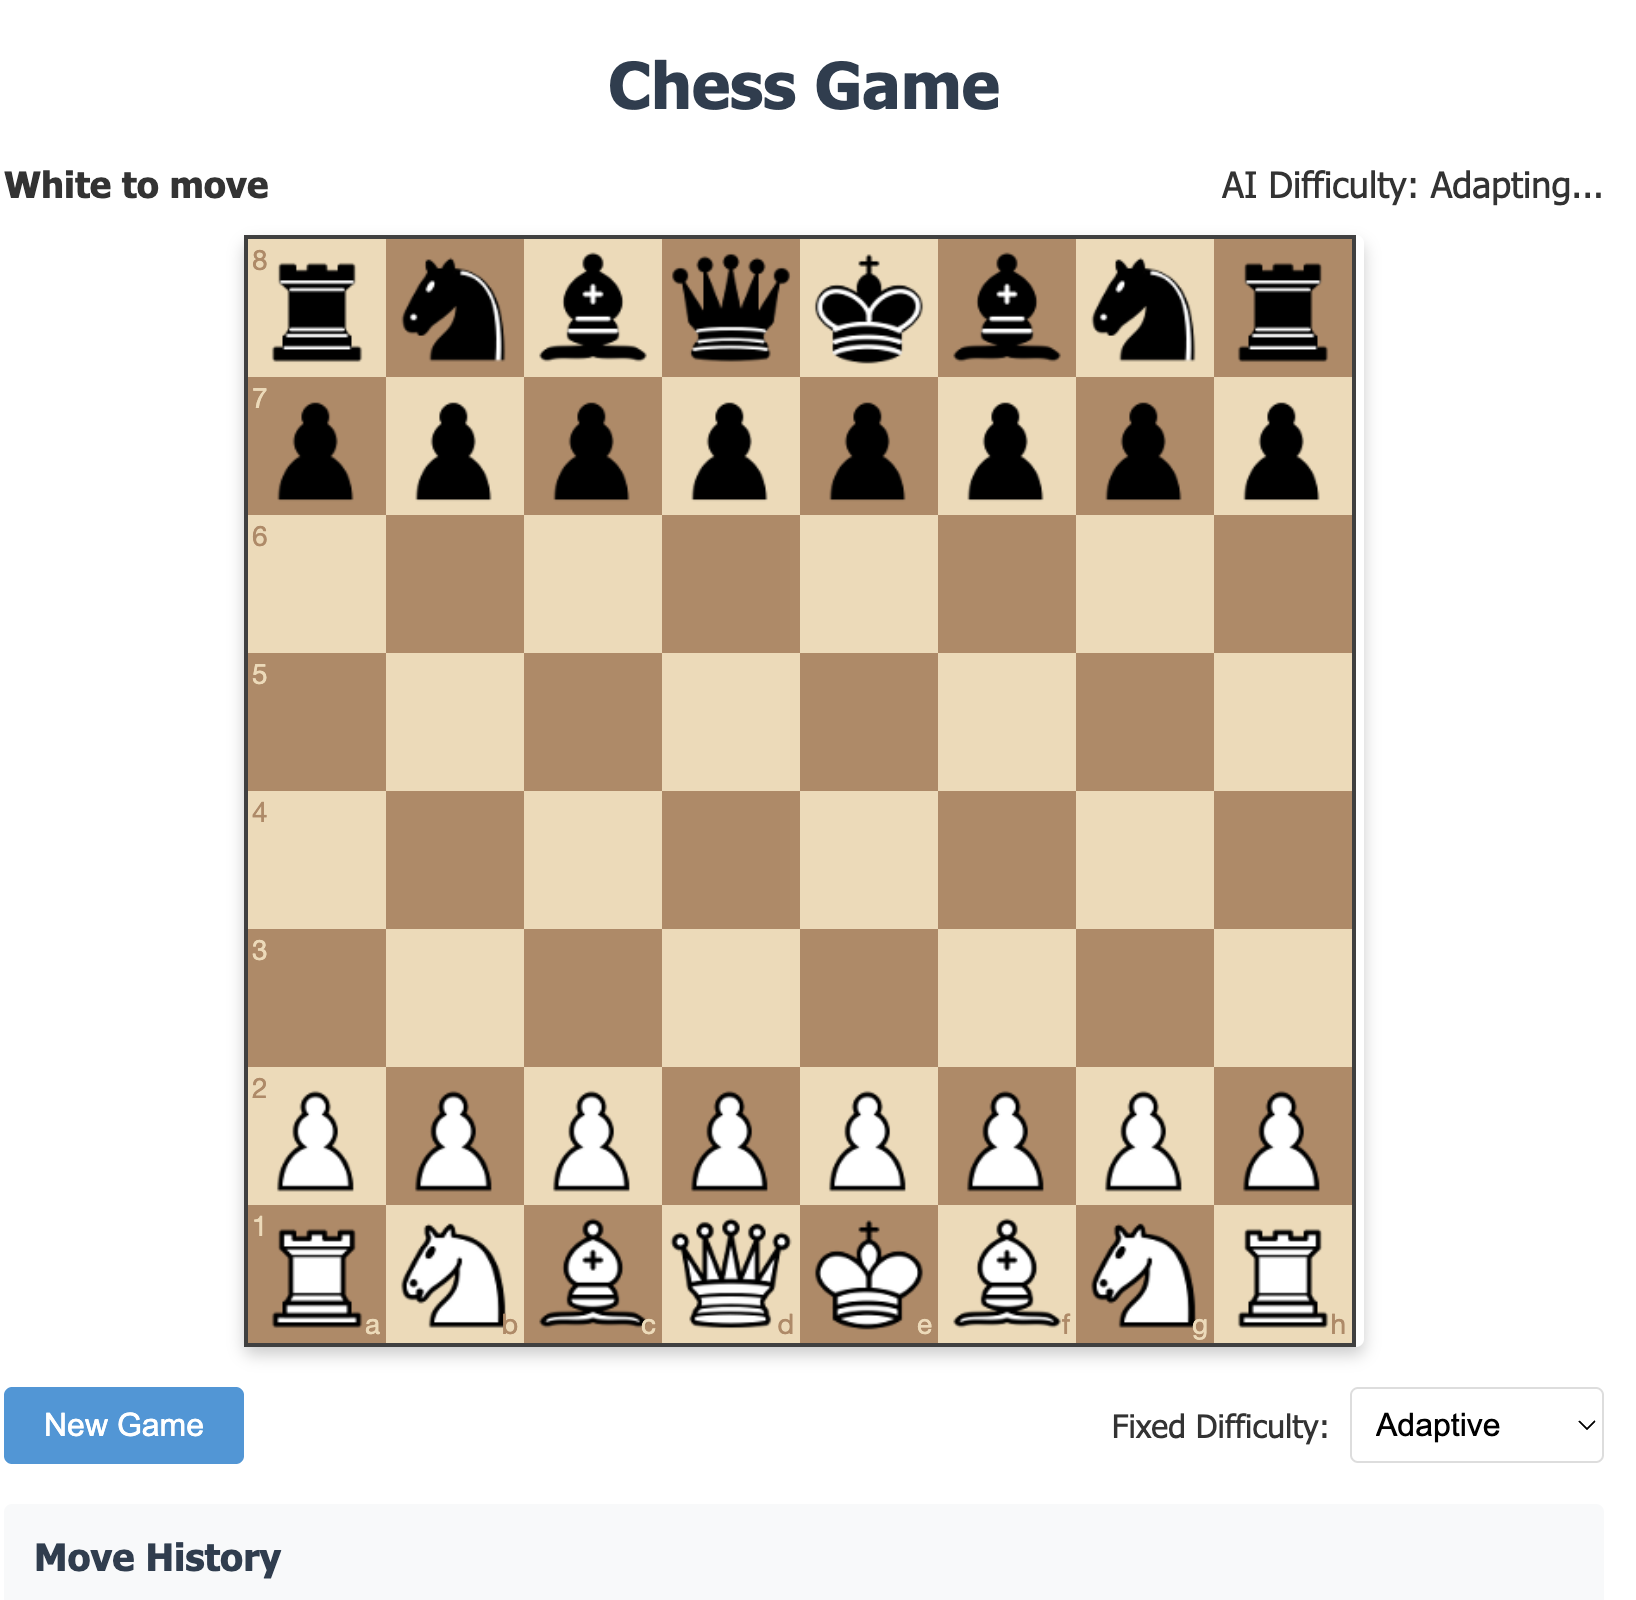 Chess Game
White to move
AI Difficulty: Adapting...
8
7
6
5
4
3
2
1
a b c d e f g h
New Game
Fixed Difficulty: Adaptive
Move History